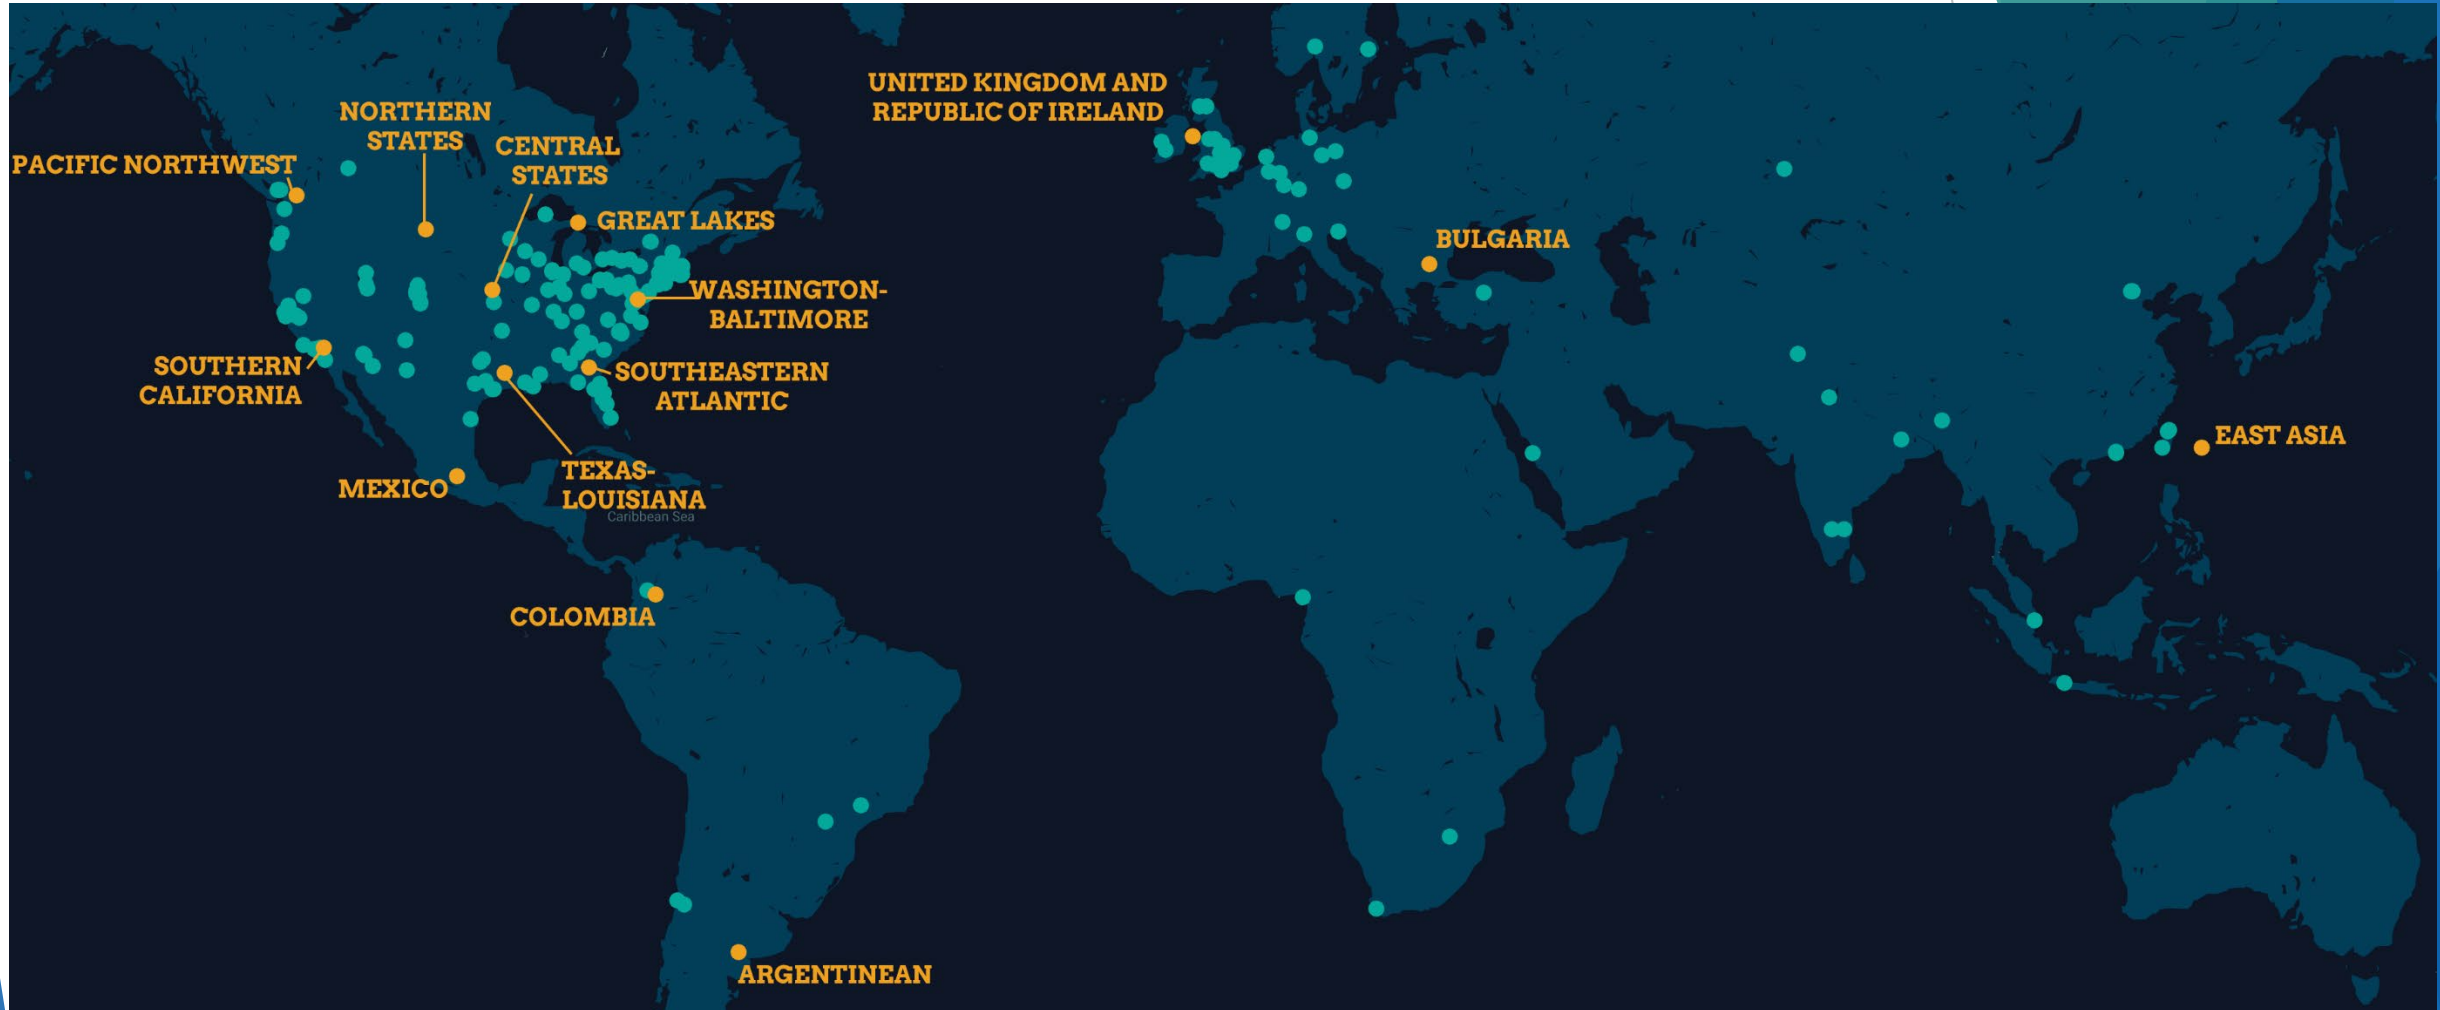 UNITED KINGDOM AND
REPUBLIC OF IRELAND
NORTHERN
STATES
CENTRAL
STATES
PACIFIC NORTHWEST
GREAT LAKES
BULGARIA
WASHINGTON-
BALTIMORE
SOUTHERN
CALIFORNIA
SOUTHEASTERN
ATLANTIC
EAST ASIA
MEXICO
TEXAS-
LOUISIANA
Caribbean Sea
COLOMBIA
ARGENTINEAN